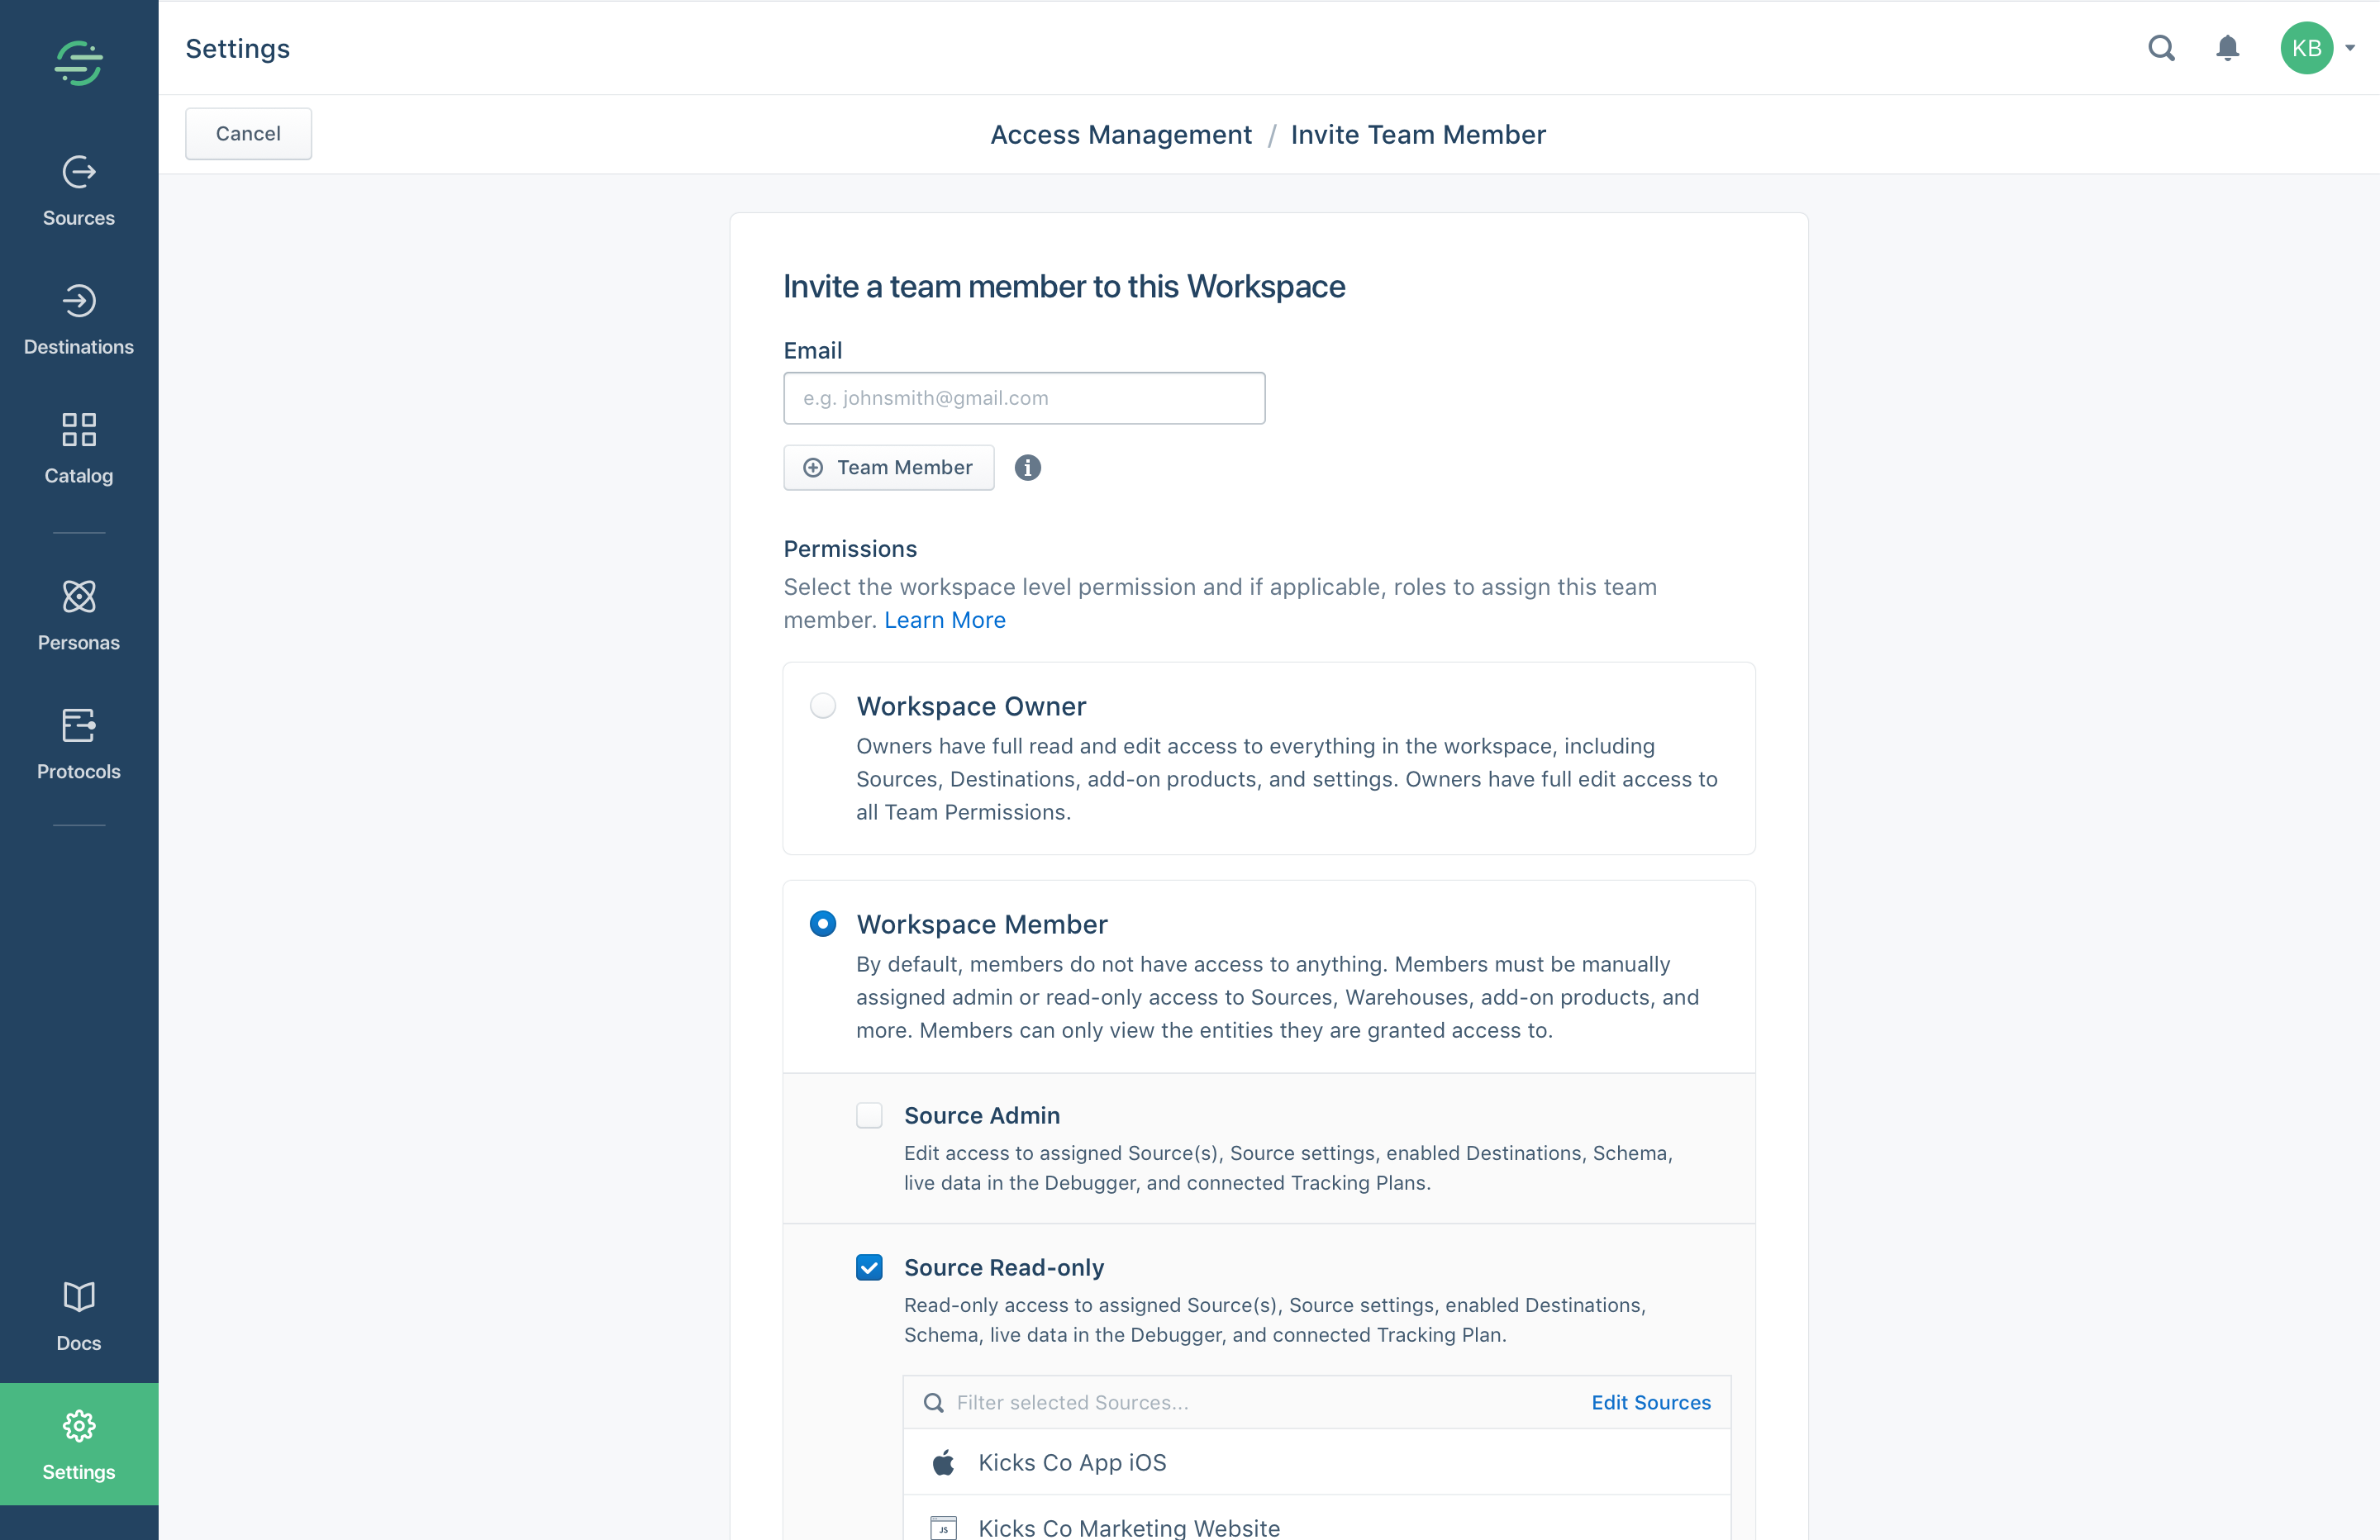 Settings
KB
Cancel
Access Management / Invite Team Member
Sources
Destinations
Catalog
Personas
Protocols
Docs
Settings
Invite a team member to this Workspace
Email
e.g. johnsmith@gmail.com
Team Member
Permissions
Select the workspace level permission and if applicable, roles to assign this team
member. Learn More
Workspace Owner
Owners have full read and edit access to everything in the workspace, including
Sources, Destinations, add-on products, and settings. Owners have full edit access to
all Team Permissions.
Workspace Member
By default, members do not have access to anything. Members must be manually
assigned admin or read-only access to Sources, Warehouses, add-on products, and
more. Members can only view the entities they are granted access to.
Source Admin
Edit access to assigned Source(s), Source settings, enabled Destinations, Schema,
live data in the Debugger, and connected Tracking Plans.
Source Read-only
Read-only access to assigned Source(s), Source settings, enabled Destinations,
Schema, live data in the Debugger, and connected Tracking Plan.
Filter selected Sources... Edit Sources
Kicks Co App iOS
JS Kicks Co Marketing Website